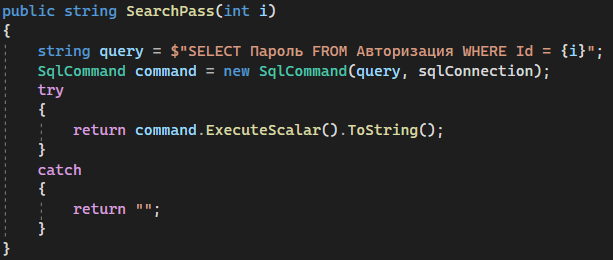 public string SearchPass(int i)
{
string query = $"SELECT Пароль FROM Авторизация WHERE Id = {i}";
SqlCommand command = new SqlCommand(query, sqlConnection);
try
{
return command.ExecuteScalar().ToString();
}
catch
{
return "";
}
}